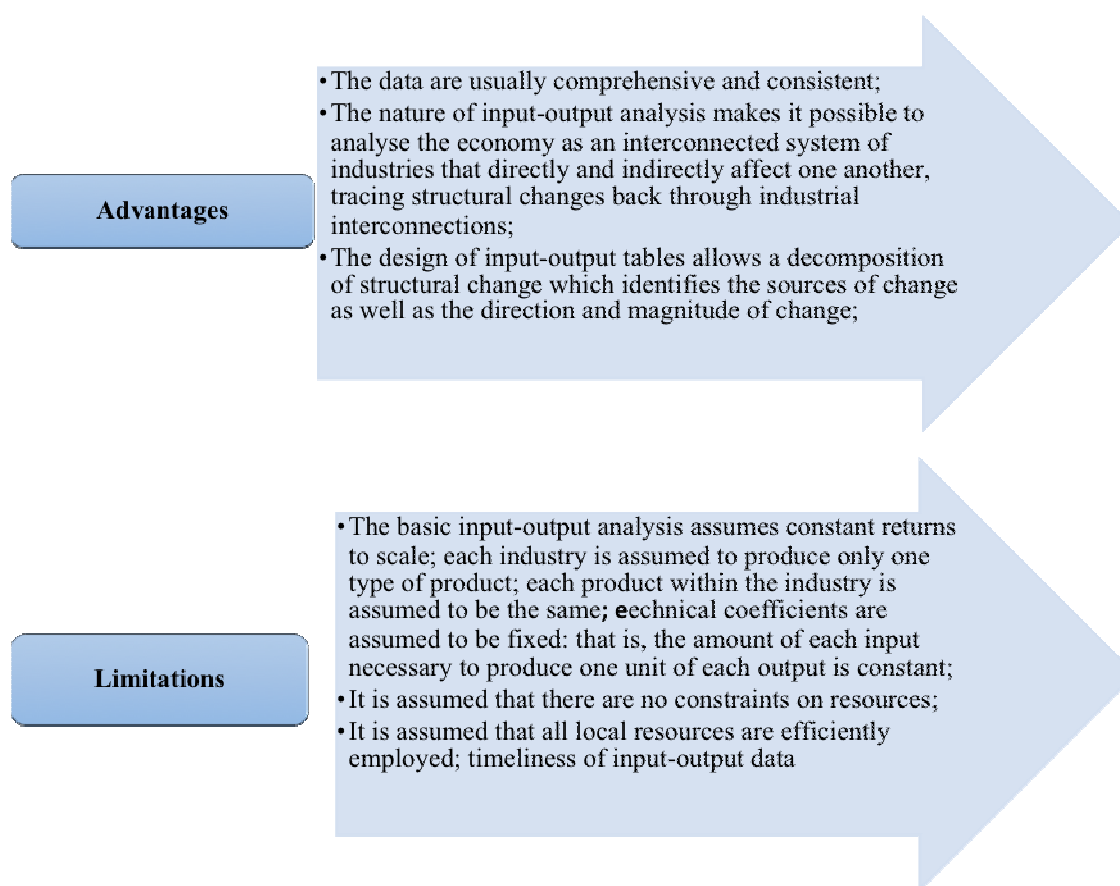 Advantages
•The data are usually comprehensive and consistent;
•The nature of input-output analysis makes it possible to
analyse the economy as an interconnected system of
industries that directly and indirectly affect one another,
tracing structural changes back through industrial
interconnections;
•The design of input-output tables allows a decomposition
of structural change which identifies the sources of change
as well as the direction and magnitude of change;
Limitations
•The basic input-output analysis assumes constant returns
to scale; each industry is assumed to produce only one
type of product; each product within the industry is
assumed to be the same; eechnical coefficients are
assumed to be fixed: that is, the amount of each input
necessary to produce one unit of each output is constant;
•It is assumed that there are no constraints on resources;
•It is assumed that all local resources are efficiently
employed; timeliness of input-output data